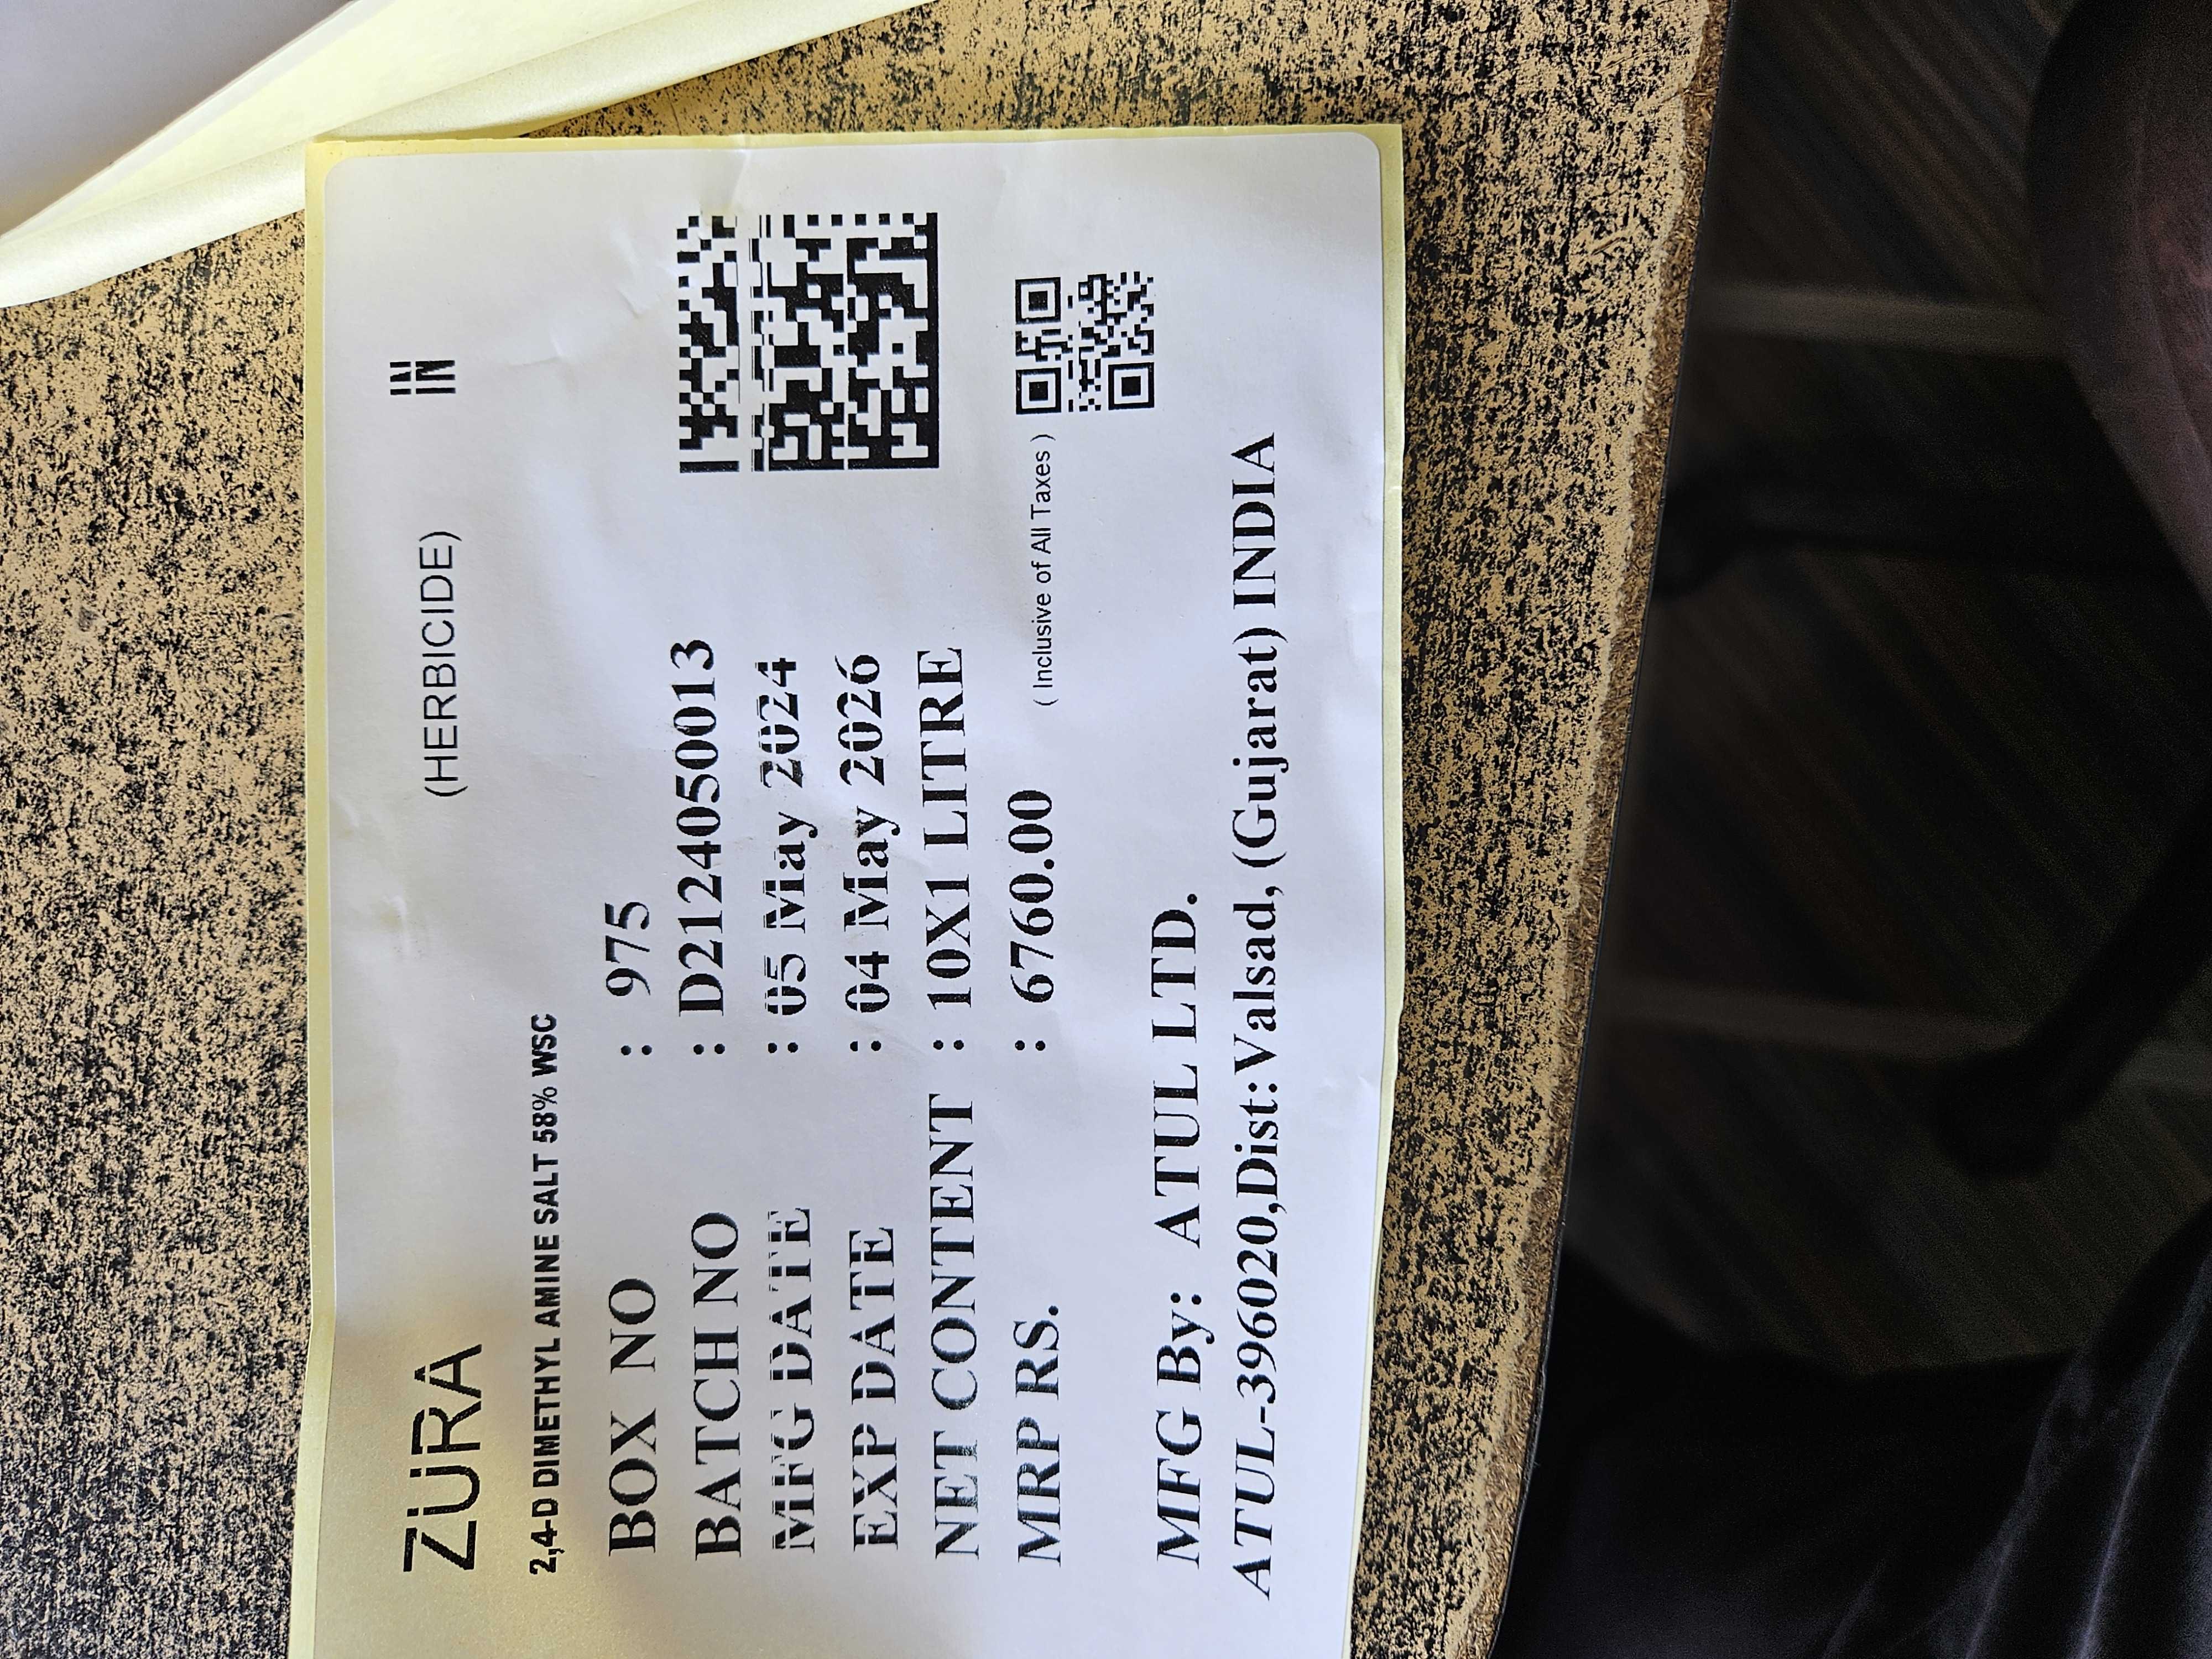 ZÜRA (HERBICIDE) IN
2,4-D DIMETHYL AMINE SALT 58% WSC
BOX NO : 975
BATCH NO : D2124050013
MFG DATE : 05 May 2024
EXP DATE : 04 May 2026
NET CONTENT : 10X1 LITRE
MRP RS. : 6760.00 ( Inclusive of All Taxes )
MFG By: ATUL LTD.
ATUL-396020,Dist:Valsad, (Gujarat) INDIA